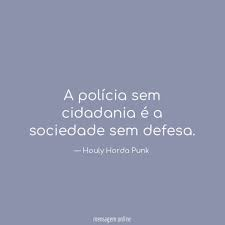 A polícia sem
cidadania é a
sociedade sem defesa.
— Houly Horda Punk
mensagem.online